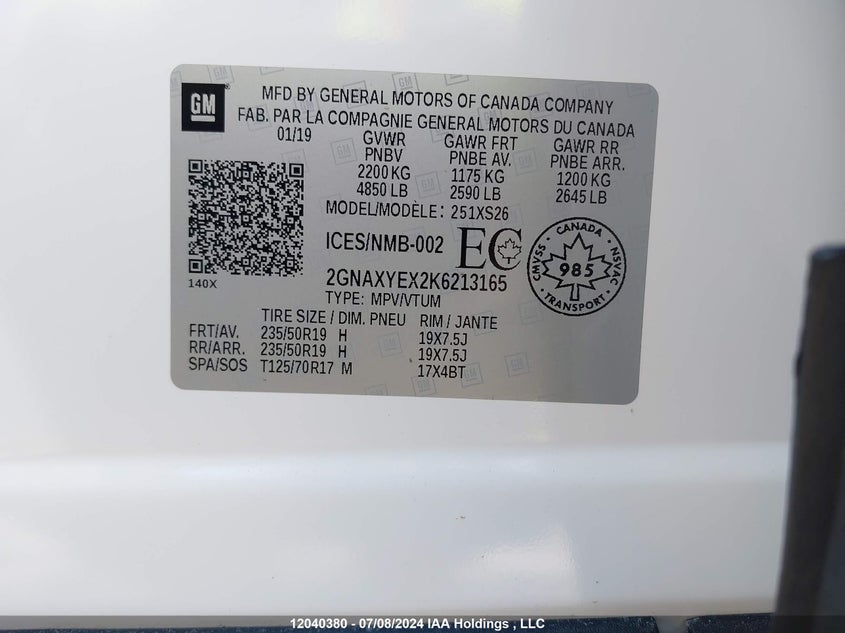 GM
MFD BY GENERAL MOTORS OF CANADA COMPANY
FAB. PAR LA COMPAGNIE GENERAL MOTORS DU CANADA
01/19 GVWR GAWR FRT GAWR RR
PNBV PNBE AV. PNBE ARR.
2200 KG 1175 KG 1200 KG
4850 LB 2590 LB 2645 LB
MODEL/MODÈLE: 251XS26
ICES/NMB-002 EC
CANADA
CMVSS 985 NSVAC
TRANSPORT
2GNAXYEX2K6213165
140X
TYPE: MPV/VTUM
TIRE SIZE / DIM. PNEU RIM / JANTE
FRT/AV. 235/50R19 H 19X7.5J
RR/ARR. 235/50R19 H 19X7.5J
SPA/SOS T125/70R17 M 17X4BT
12040380 - 07/08/2024 IAA Holdings , LLC